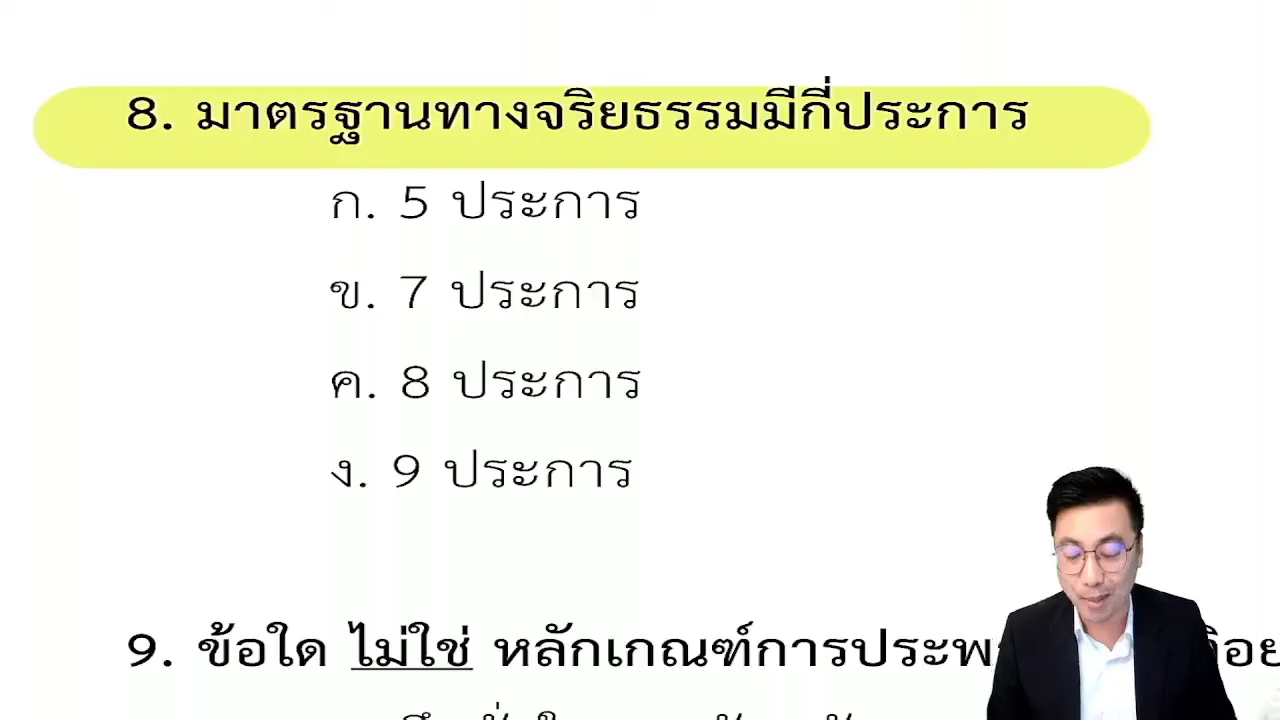 8. มาตรฐานทางจริยธรรมมีกี่ประการ
ก. 5 ประการ
ข. 7 ประการ
ค. 8 ประการ
ง. 9 ประการ
9. ข้อใด ไม่ใช่ หลักเกณฑ์การ